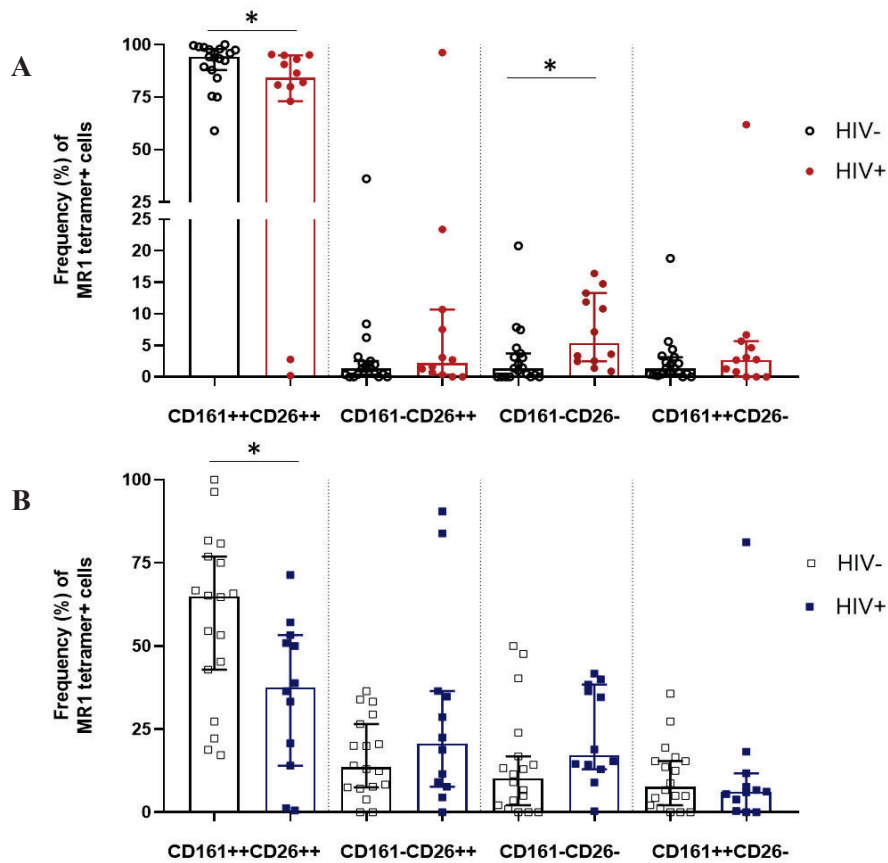 A
Frequency (%) of
MR1 tetramer+ cells
100
75
50
25
25
20
15
10
5
0
*
*
HIV-
HIV+
CD161++CD26++
CD161-CD26++
CD161-CD26-
CD161++CD26-
B
Frequency (%) of
MR1 tetramer+ cells
100
75
50
25
0
*
HIV-
HIV+
CD161++CD26++
CD161-CD26++
CD161-CD26-
CD161++CD26-